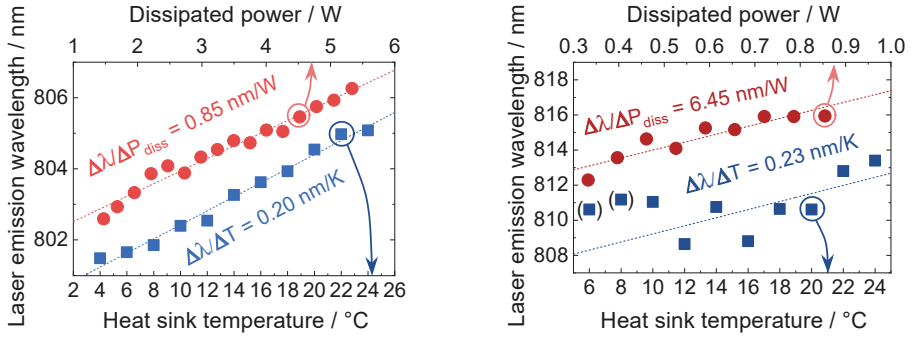 Dissipated power / W
1 2 3 4 5 6
Laser emission wavelength / nm
806
804
802
Δλ/ΔP_diss = 0.85 nm/W
Δλ/ΔT = 0.20 nm/K
2 4 6 8 10 12 14 16 18 20 22 24 26
Heat sink temperature / °C
Dissipated power / W
0.3 0.4 0.5 0.6 0.7 0.8 0.9 1.0
Laser emission wavelength / nm
818
816
814
812
810
808
Δλ/ΔP_diss = 6.45 nm/W
Δλ/ΔT = 0.23 nm/K
( ) ( )
6 8 10 12 14 16 18 20 22 24
Heat sink temperature / °C